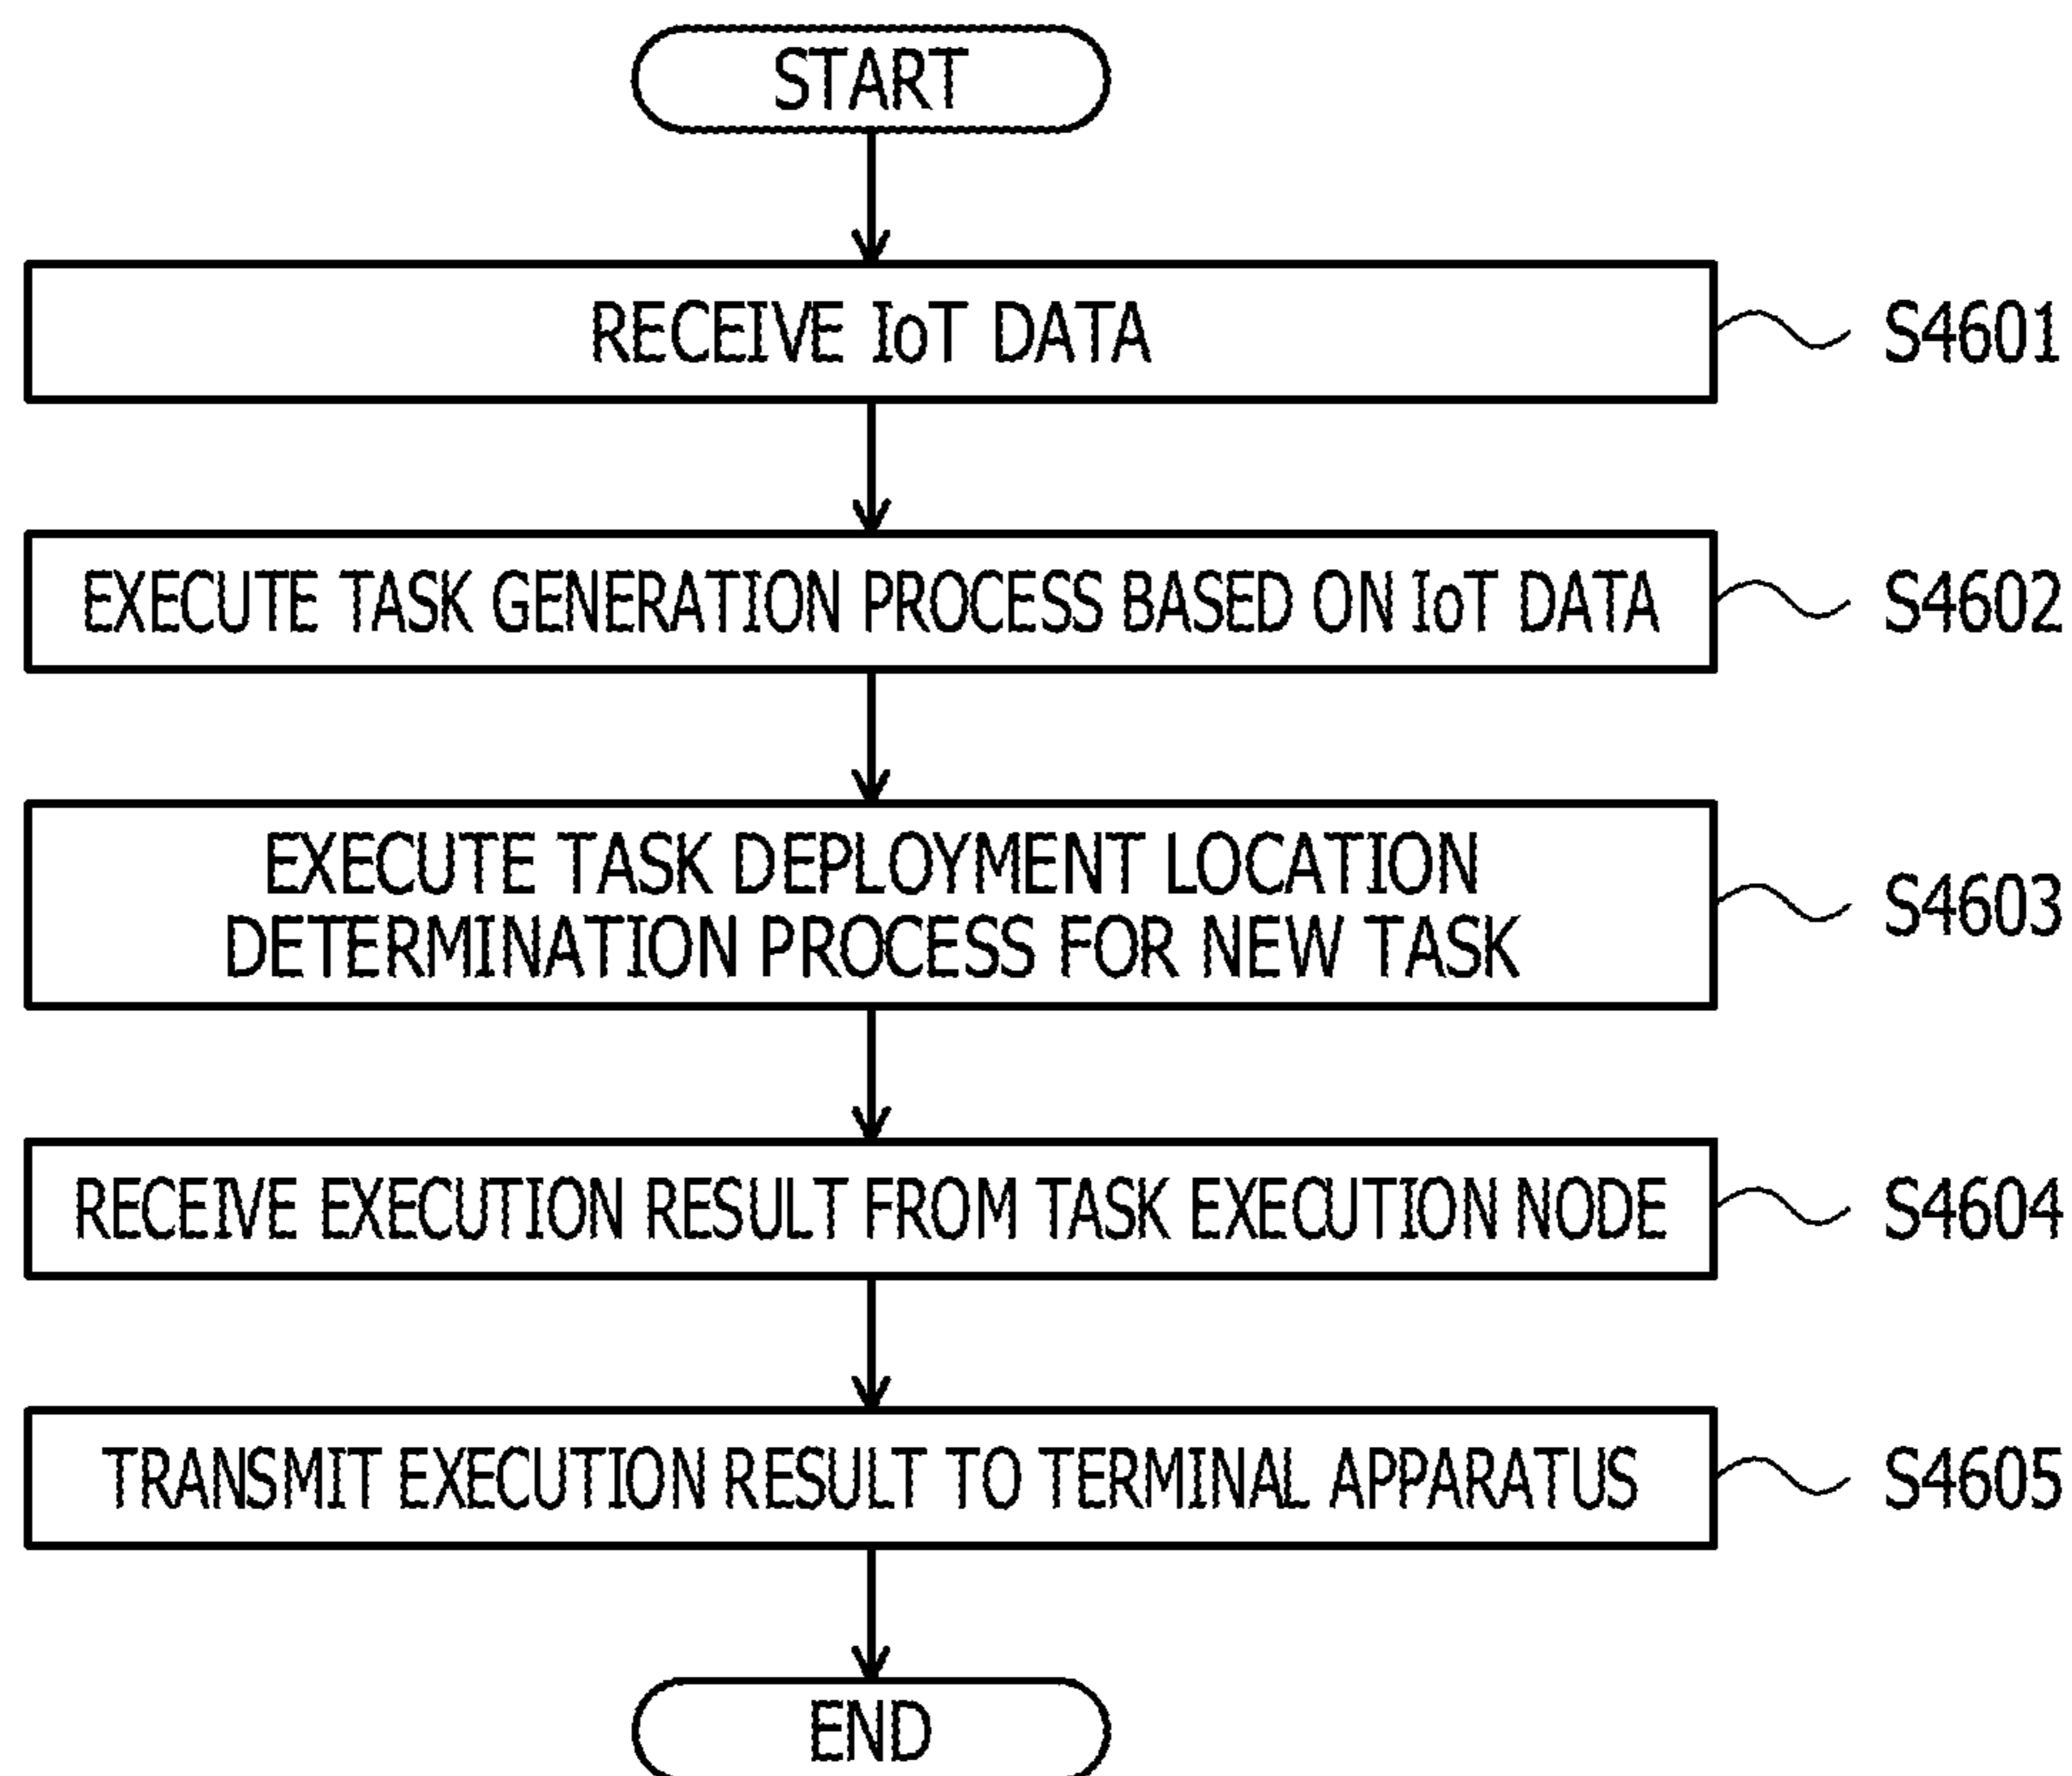 START
RECEIVE IoT DATA
S4601
EXECUTE TASK GENERATION PROCESS BASED ON IoT DATA
S4602
EXECUTE TASK DEPLOYMENT LOCATION
DETERMINATION PROCESS FOR NEW TASK
S4603
RECEIVE EXECUTION RESULT FROM TASK EXECUTION NODE
S4604
TRANSMIT EXECUTION RESULT TO TERMINAL APPARATUS
S4605
END